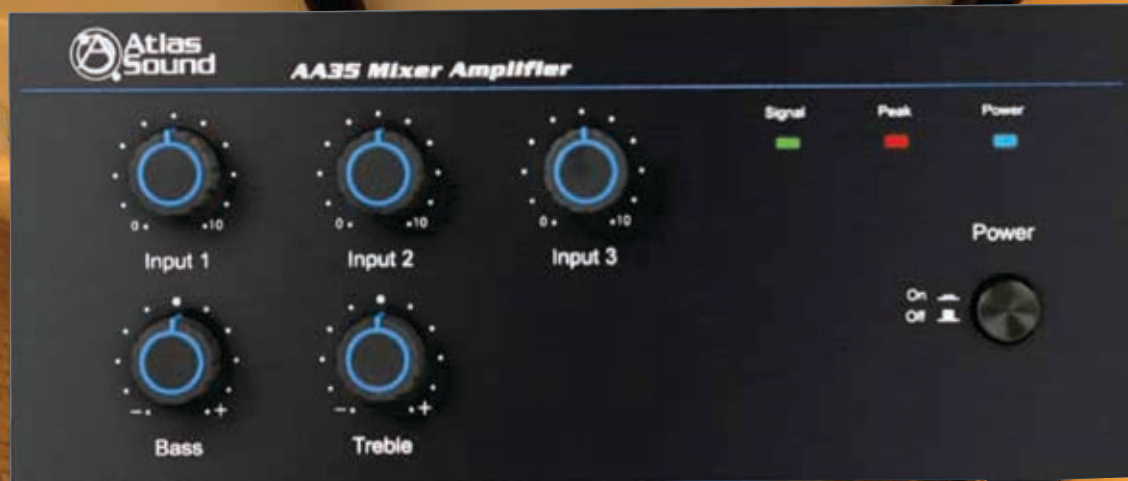 Atlas
Sound
AA35 Mixer Amplifier
Signal Peak Power
0 10 0 10 0 10
Input 1 Input 2 Input 3
Power
On
Off
- + - +
Bass Treble